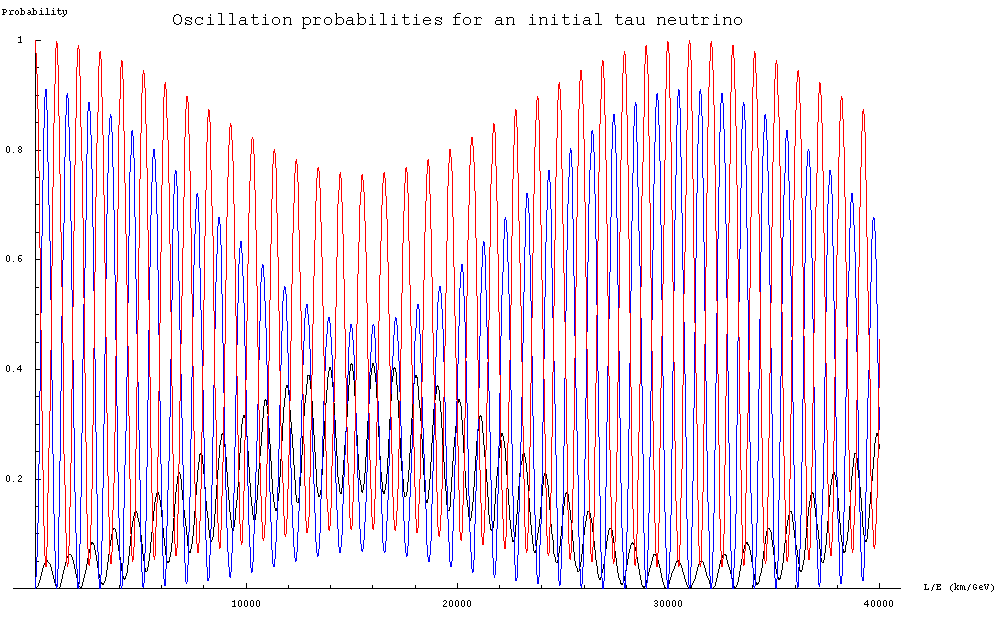 Probability
Oscillation probabilities for an initial tau neutrino
1
0.8
0.6
0.4
0.2
L/E (km/GeV)
10000 20000 30000 40000